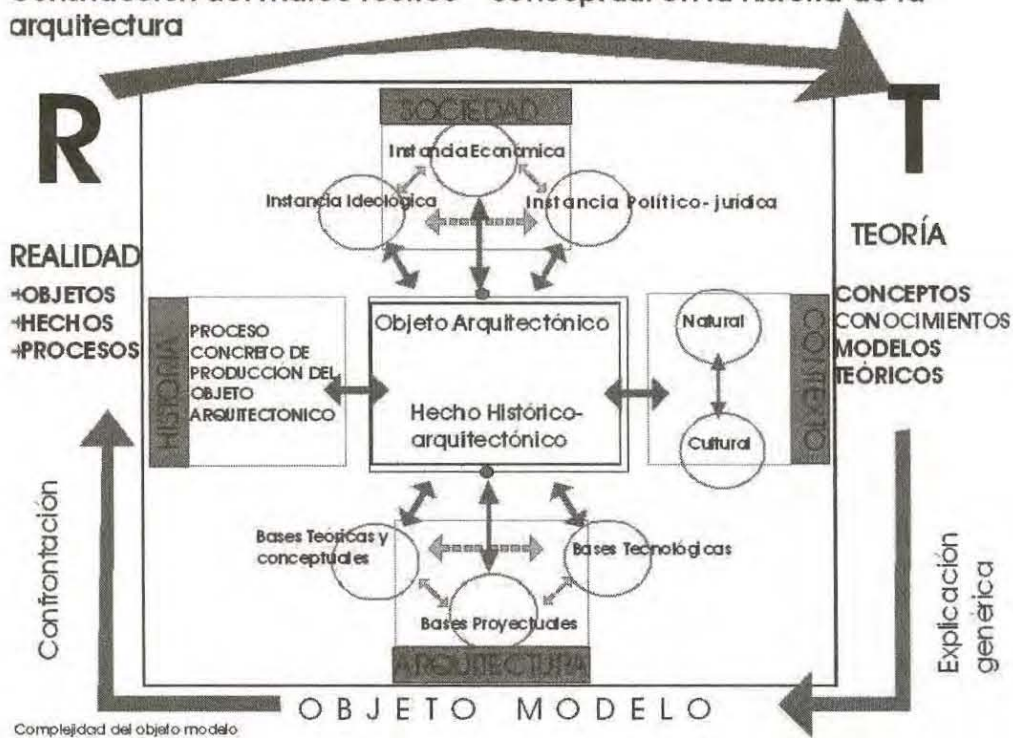 arquitectura
R
T
SOCIEDAD
Instancia Económica
Instancia Ideológica
Instancia Político- jurídica
REALIDAD
OBJETOS
HECHOS
PROCESOS
TEORÍA
CONCEPTOS
CONOCIMIENTOS
MODELOS
TEÓRICOS
HISTORIA
PROCESO
CONCRETO DE
PRODUCCIÓN DEL
OBJETO
ARQUITECTÓNICO
Objeto Arquitectónico
Hecho Histórico-
arquitectónico
Natural
Cultural
CONTEXTO
Bases Teóricas y
conceptuales
Bases Tecnológicas
Bases Proyectuales
ARQUITECTURA
Confrontación
Explicación
genérica
OBJETO MODELO
Complejidad del objeto modelo